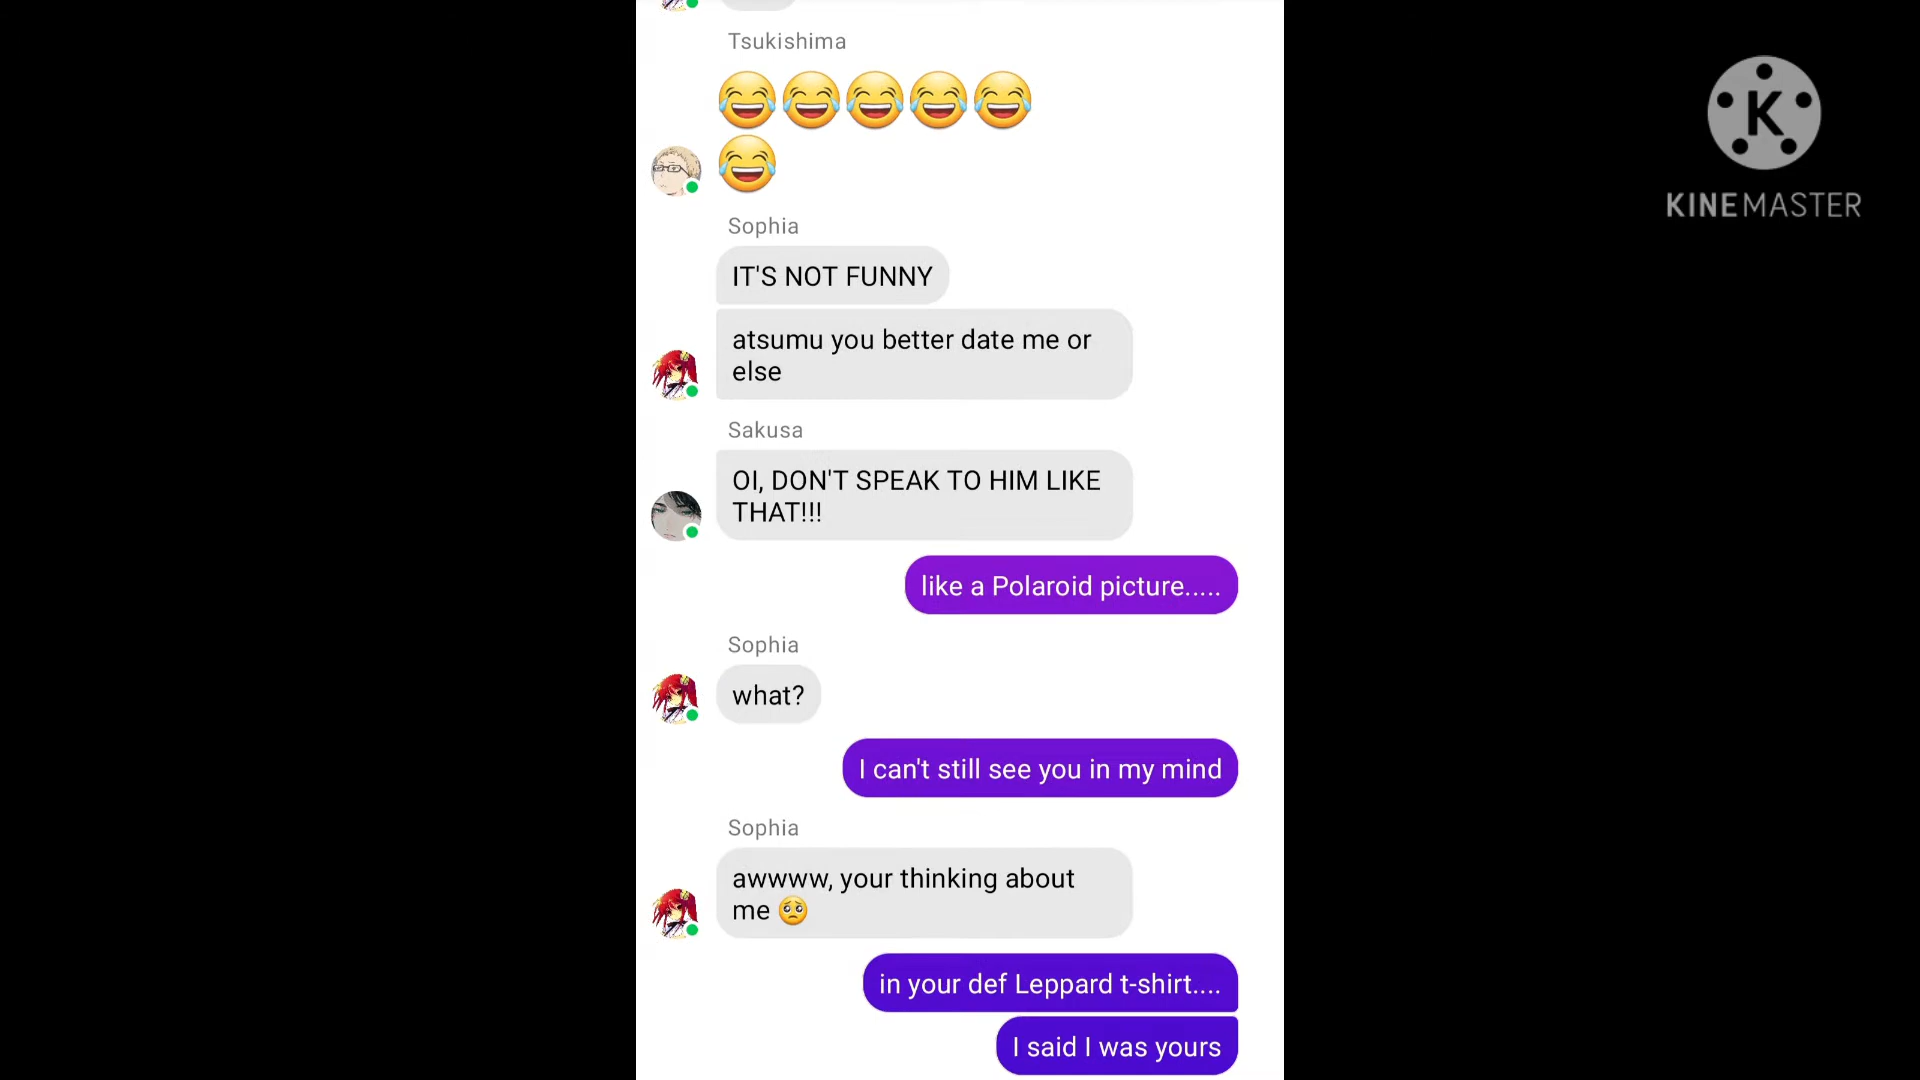 Tsukishima
😂😂😂😂😂
😂
Sophia
IT'S NOT FUNNY
atsumu you better date me or
else
Sakusa
OI, DON'T SPEAK TO HIM LIKE
THAT!!!
like a Polaroid picture.....
Sophia
what?
I can't still see you in my mind
Sophia
awwww, your thinking about
me 🥺
in your def Leppard t-shirt....
I said I was yours
K
KINEMASTER